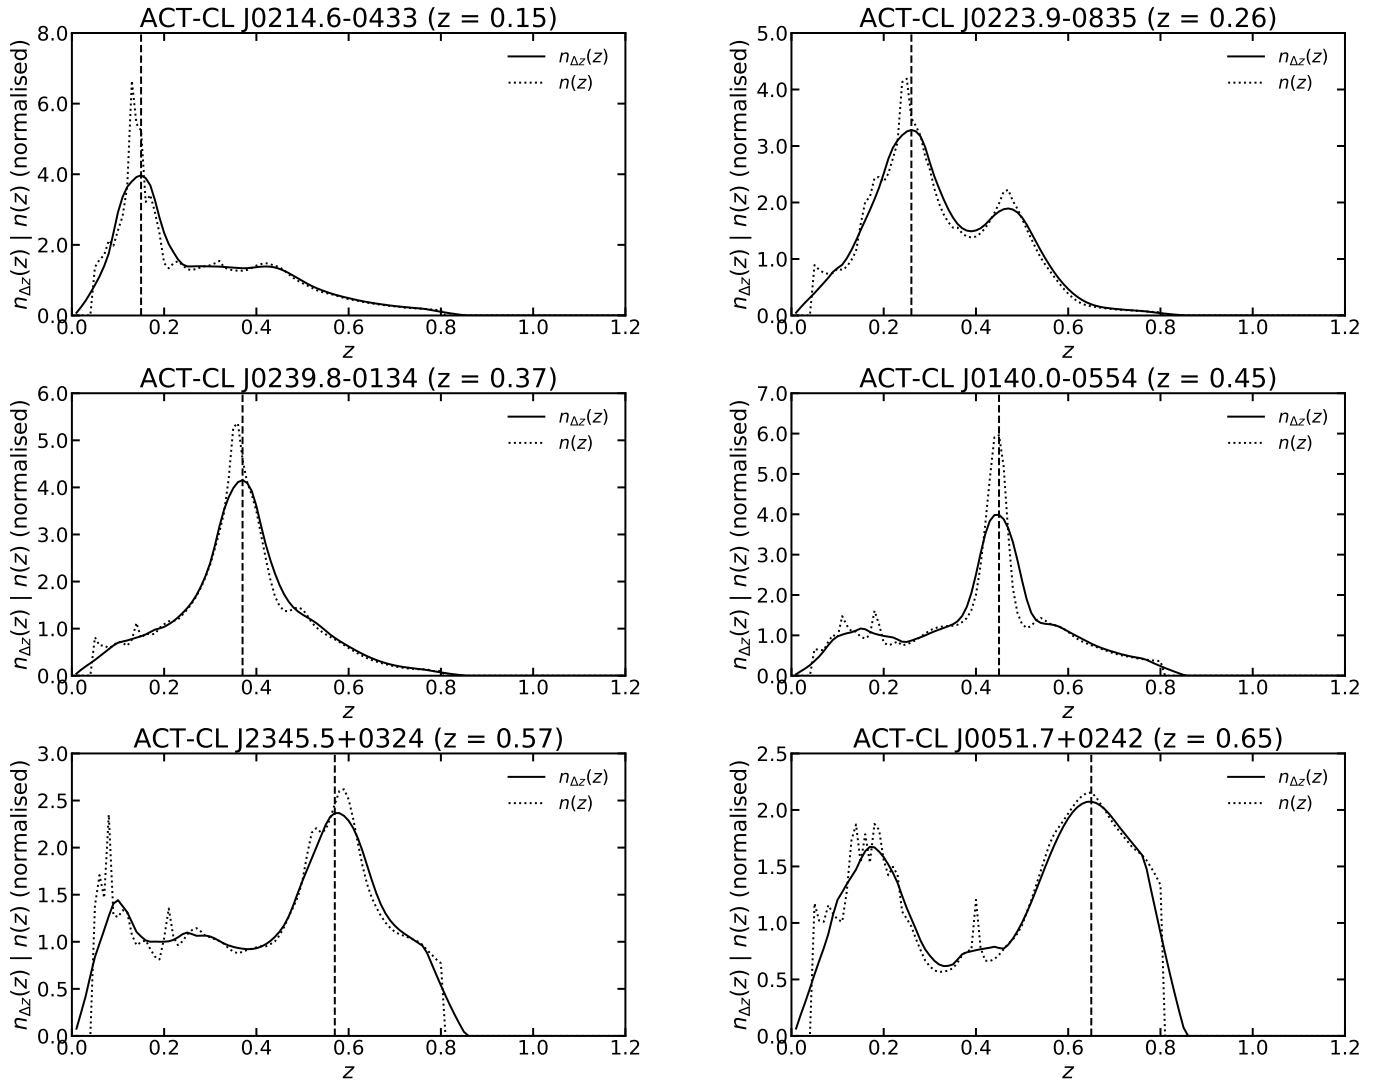 ACT-CL J0214.6-0433 (z = 0.15)
8.0
6.0
4.0
2.0
0.0
n_Δz(z) | n(z) (normalised)
n_Δz(z)
n(z)
0.0 0.2 0.4 0.6 0.8 1.0 1.2
z
ACT-CL J0223.9-0835 (z = 0.26)
5.0
4.0
3.0
2.0
1.0
0.0
n_Δz(z) | n(z) (normalised)
n_Δz(z)
n(z)
0.0 0.2 0.4 0.6 0.8 1.0 1.2
z
ACT-CL J0239.8-0134 (z = 0.37)
6.0
5.0
4.0
3.0
2.0
1.0
0.0
n_Δz(z) | n(z) (normalised)
n_Δz(z)
n(z)
0.0 0.2 0.4 0.6 0.8 1.0 1.2
z
ACT-CL J0140.0-0554 (z = 0.45)
7.0
6.0
5.0
4.0
3.0
2.0
1.0
0.0
n_Δz(z) | n(z) (normalised)
n_Δz(z)
n(z)
0.0 0.2 0.4 0.6 0.8 1.0 1.2
z
ACT-CL J2345.5+0324 (z = 0.57)
3.0
2.5
2.0
1.5
1.0
0.5
0.0
n_Δz(z) | n(z) (normalised)
n_Δz(z)
n(z)
0.0 0.2 0.4 0.6 0.8 1.0 1.2
z
ACT-CL J0051.7+0242 (z = 0.65)
2.5
2.0
1.5
1.0
0.5
0.0
n_Δz(z) | n(z) (normalised)
n_Δz(z)
n(z)
0.0 0.2 0.4 0.6 0.8 1.0 1.2
z